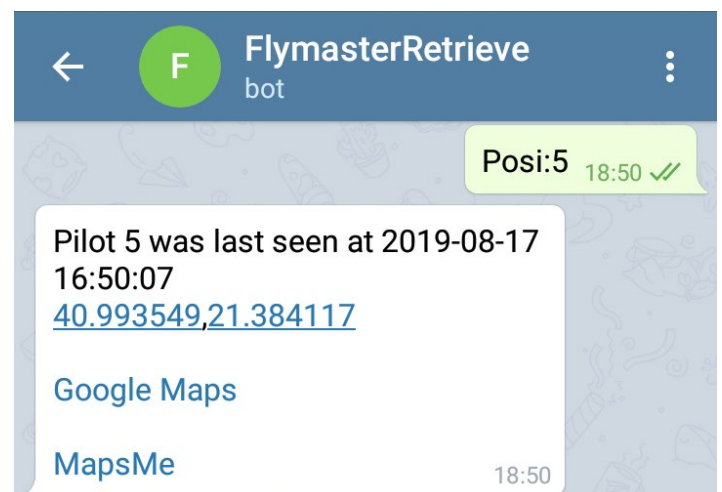 FlymasterRetrieve
F
bot
Posi:5
18:50
Pilot 5 was last seen at 2019-08-17
16:50:07
40.993549,21.384117
Google Maps
MapsMe
18:50